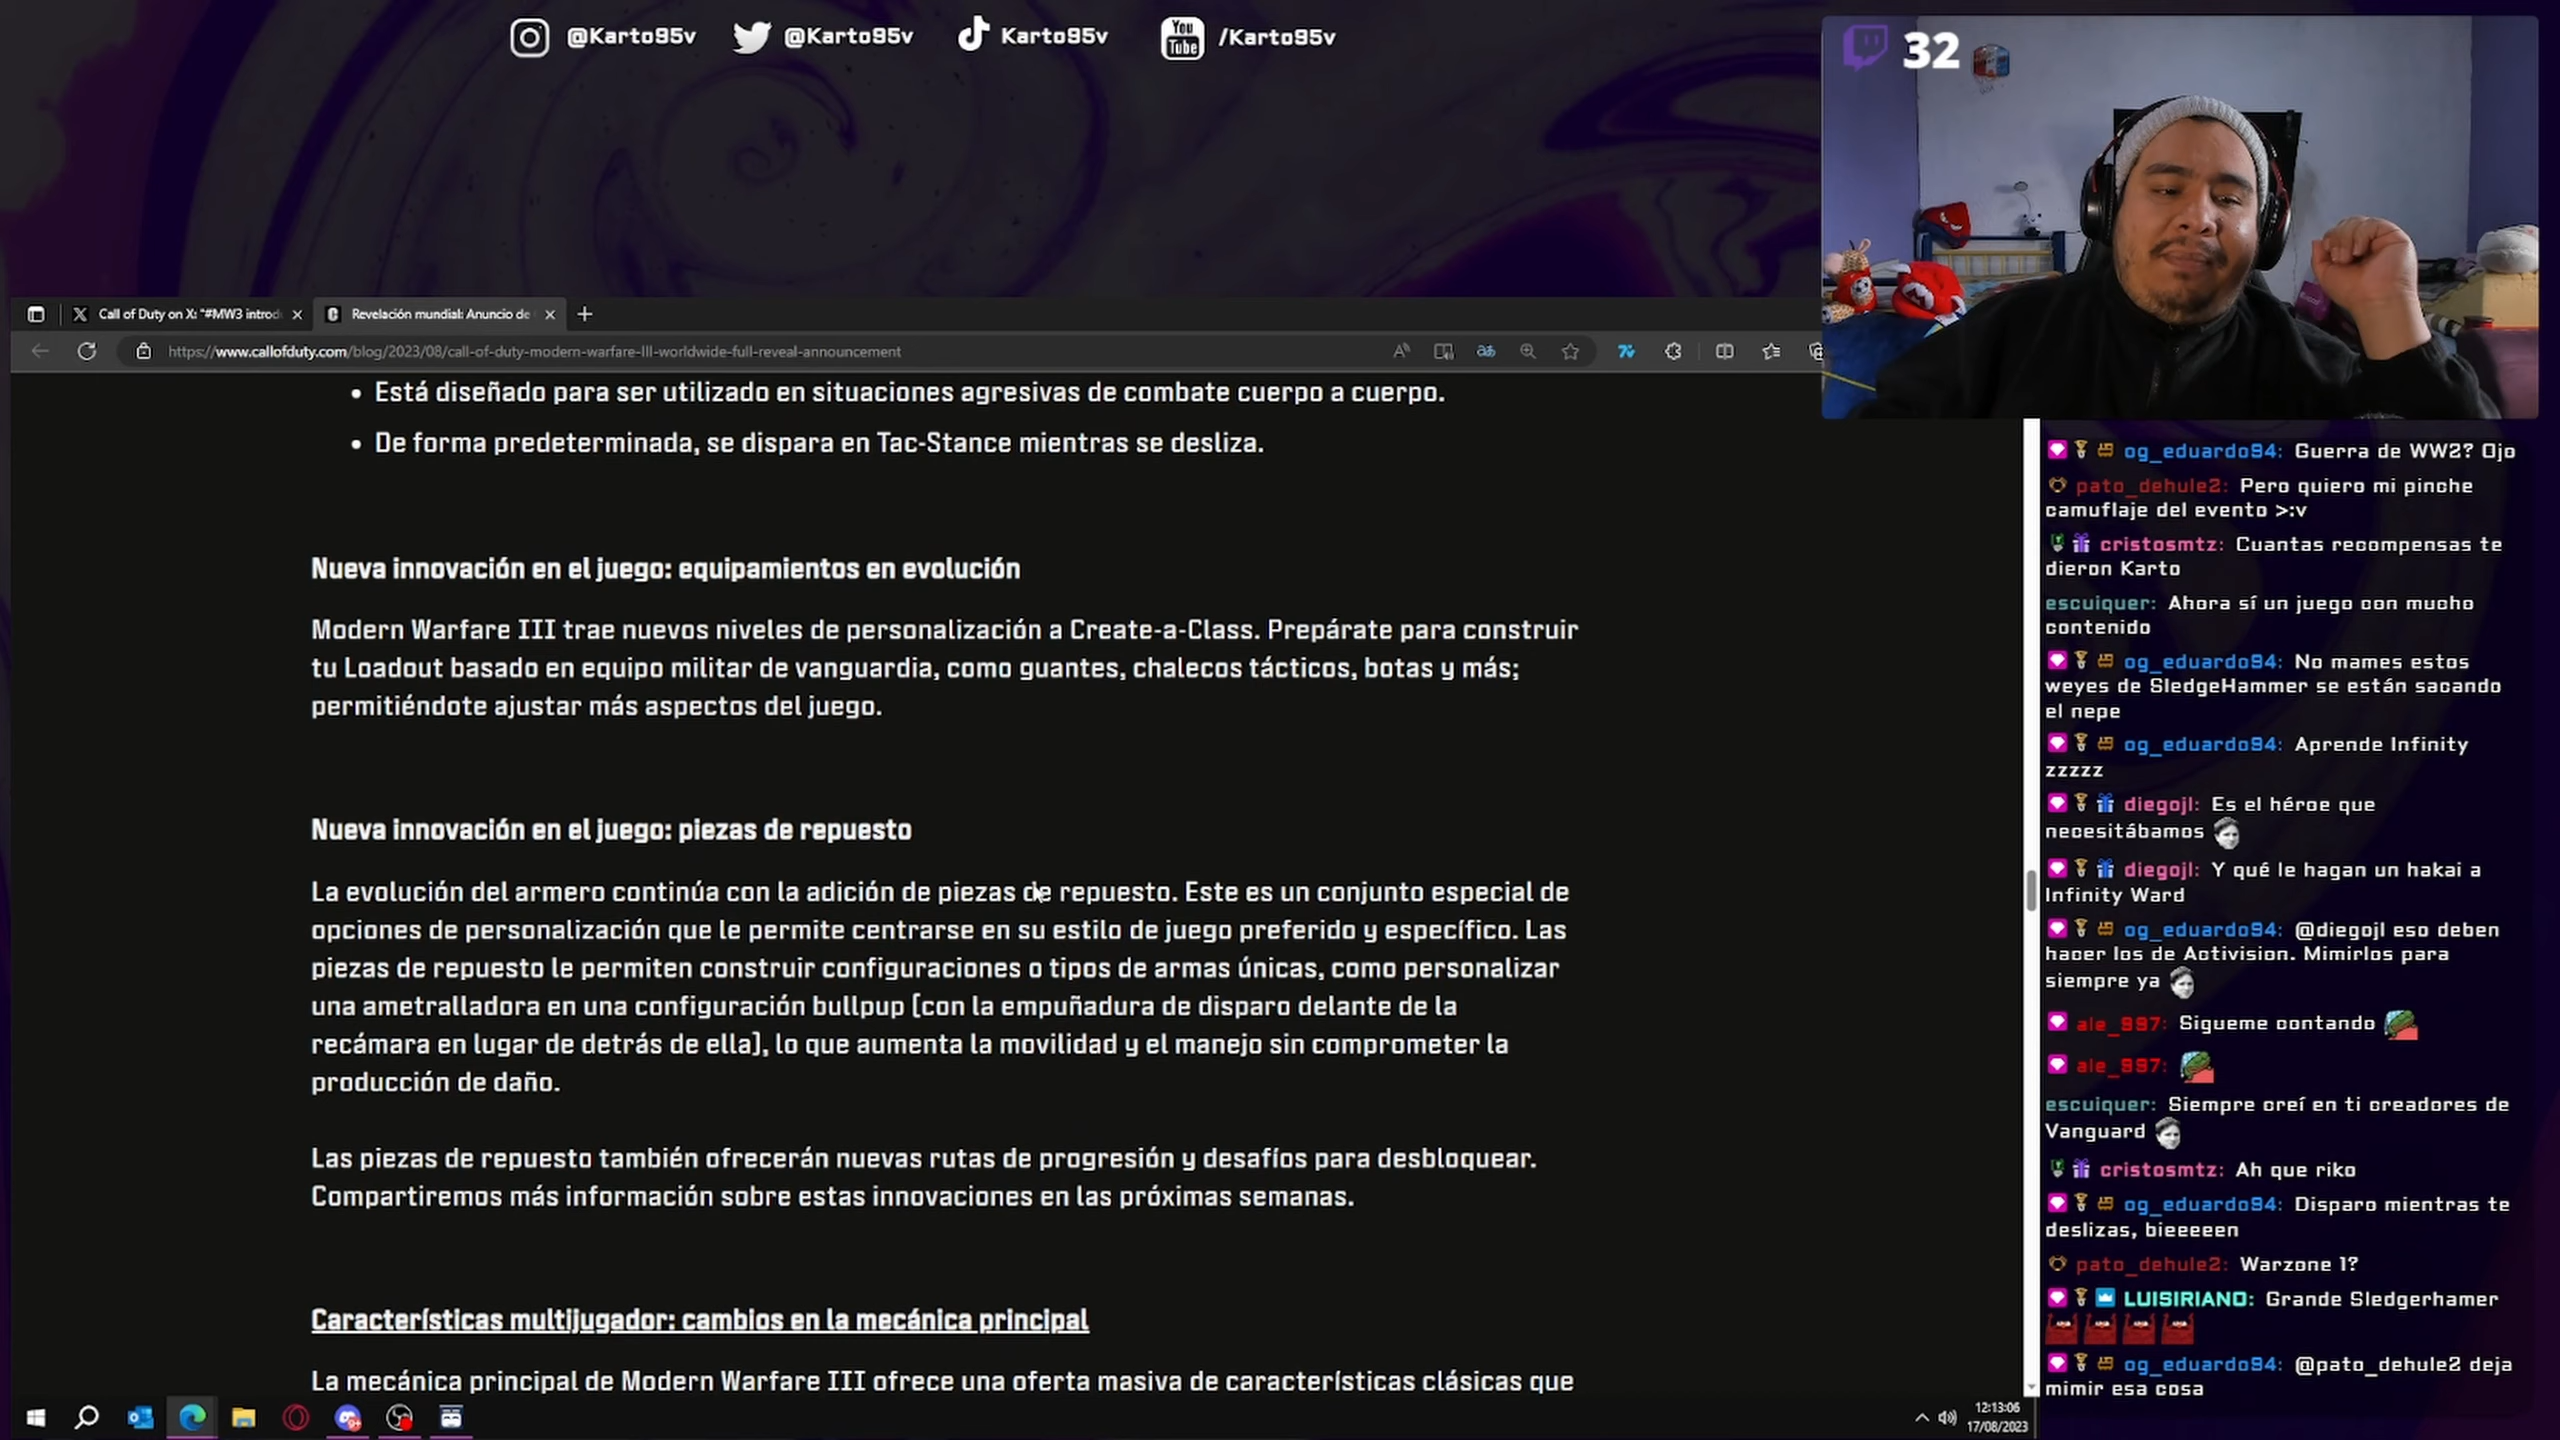 @Karto95v @Karto95v Karto95v You Tube /Karto95v
32
Call of Duty on X: "#MW3 introd Revelación mundial: Anuncio de
https://www.callofduty.com/blog/2023/08/call-of-duty-modern-warfare-III-worldwide-full-reveal-announcement
• Está diseñado para ser utilizado en situaciones agresivas de combate cuerpo a cuerpo.
• De forma predeterminada, se dispara en Tac-Stance mientras se desliza.
Nueva innovación en el juego: equipamientos en evolución
Modern Warfare III trae nuevos niveles de personalización a Create-a-Class. Prepárate para construir
tu Loadout basado en equipo militar de vanguardia, como guantes, chalecos tácticos, botas y más;
permitiéndote ajustar más aspectos del juego.
Nueva innovación en el juego: piezas de repuesto
La evolución del armero continúa con la adición de piezas de repuesto. Este es un conjunto especial de
opciones de personalización que le permite centrarse en su estilo de juego preferido y específico. Las
piezas de repuesto le permiten construir configuraciones o tipos de armas únicas, como personalizar
una ametralladora en una configuración bullpup (con la empuñadura de disparo delante de la
recámara en lugar de detrás de ella), lo que aumenta la movilidad y el manejo sin comprometer la
producción de daño.
Las piezas de repuesto también ofrecerán nuevas rutas de progresión y desafíos para desbloquear.
Compartiremos más información sobre estas innovaciones en las próximas semanas.
Características multijugador: cambios en la mecánica principal
La mecánica principal de Modern Warfare III ofrece una oferta masiva de características clásicas que
og_eduardo94: Guerra de WW2? Ojo
pato_dehule2: Pero quiero mi pinche
camuflaje del evento >:v
cristosmtz: Cuantas recompensas te
dieron Karto
escuiquer: Ahora sí un juego con mucho
contenido
og_eduardo94: No mames estos
weyes de SledgeHammer se están sacando
el nepe
og_eduardo94: Aprende Infinity
zzzzz
diegojl: Es el héroe que
necesitábamos
diegojl: Y qué le hagan un hakai a
Infinity Ward
og_eduardo94: @diegojl eso deben
hacer los de Activision. Mimirlos para
siempre ya
ale_997: Sigueme contando
ale_997:
escuiquer: Siempre creí en ti creadores de
Vanguard
cristosmtz: Ah que riko
og_eduardo94: Disparo mientras te
deslizas, bieeeeen
pato_dehule2: Warzone 1?
LUISIRIANO: Grande Sledgerhamer
og_eduardo94: @pato_dehule2 deja
mimir esa cosa
12:13:06
17/08/2023